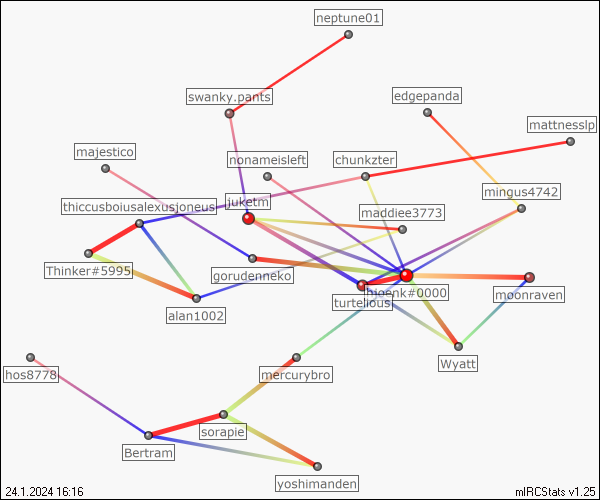 neptune01
swanky.pants
edgepanda
mattnesslp
majestico
nonameisleft
chunkzter
mingus4742
juketm
thiccusboiusalexusjoneus
maddiee3773
Thinker#5995
gorudenneko
hjoenk#0000
moonraven
turtelious
alan1002
Wyatt
hos8778
mercurybro
sorapie
Bertram
yoshimanden
24.1.2024 16:16
mIRCStats v1.25